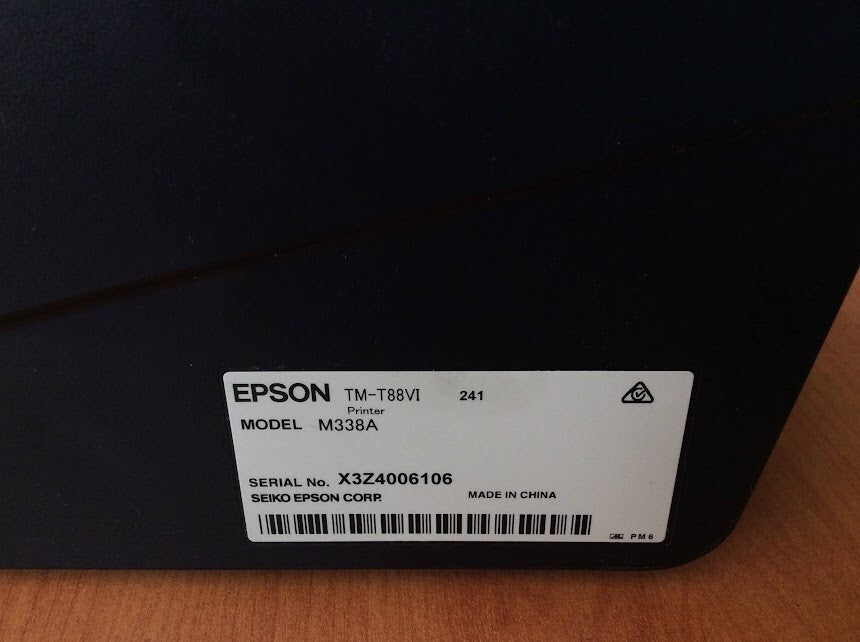 EPSON TM-T88VI 241
Printer
MODEL M338A
SERIAL No. X3Z4006106
SEIKO EPSON CORP. MADE IN CHINA
PM6